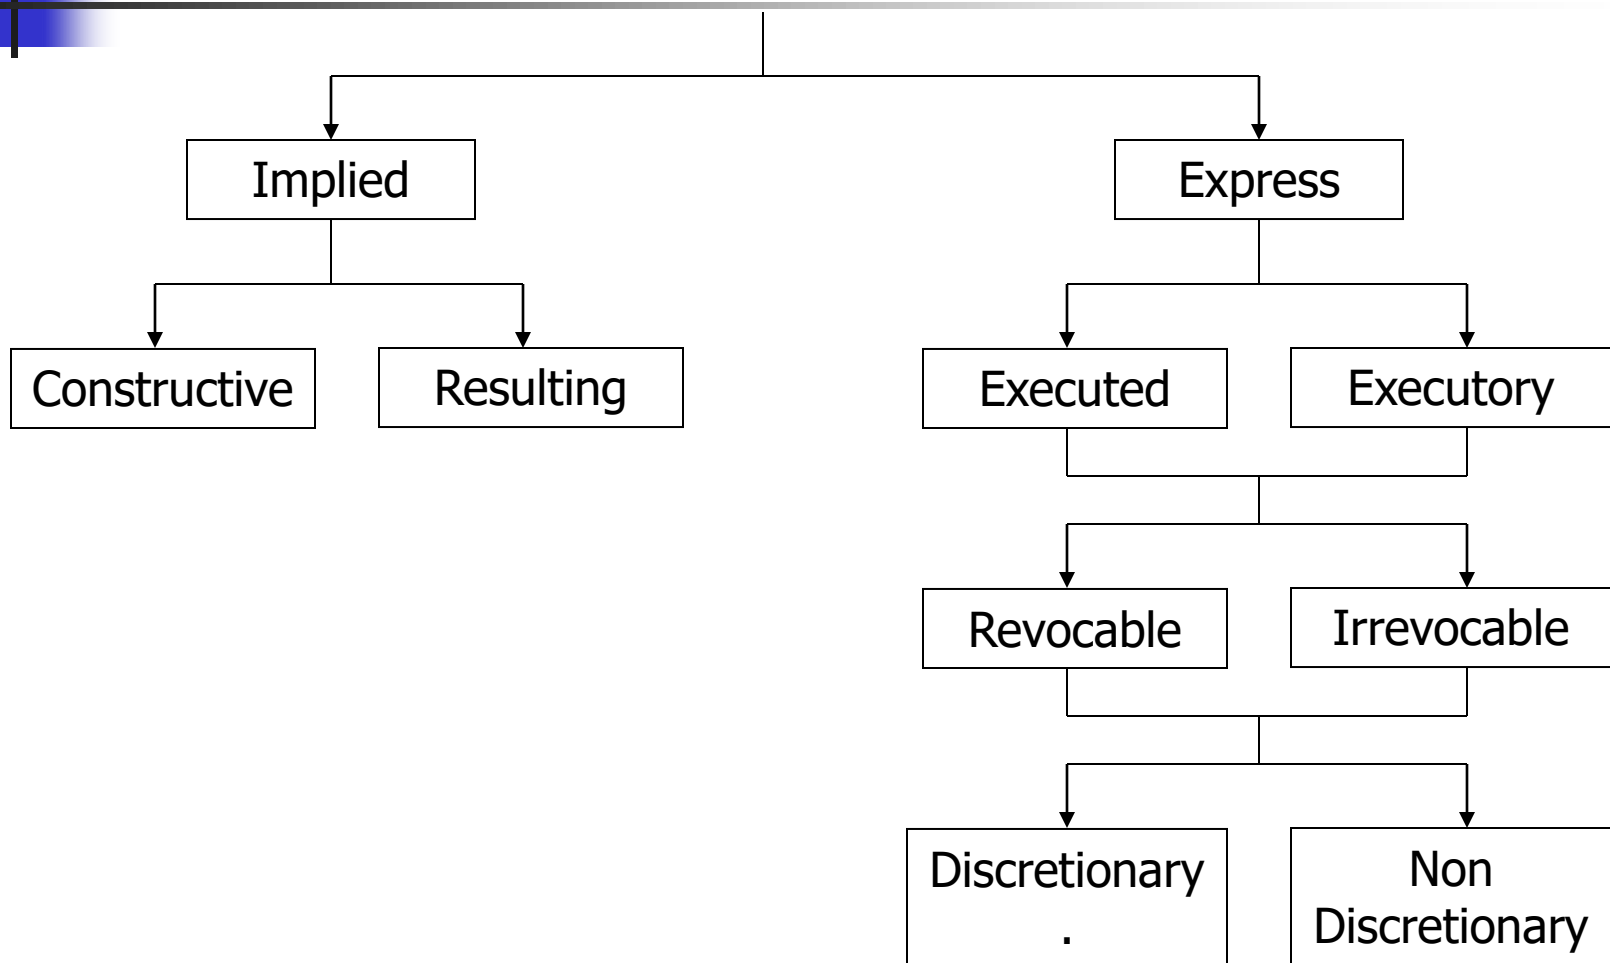 Implied
Express
Constructive
Resulting
Executed
Executory
Revocable
Irrevocable
Discretionary
.
Non
Discretionary